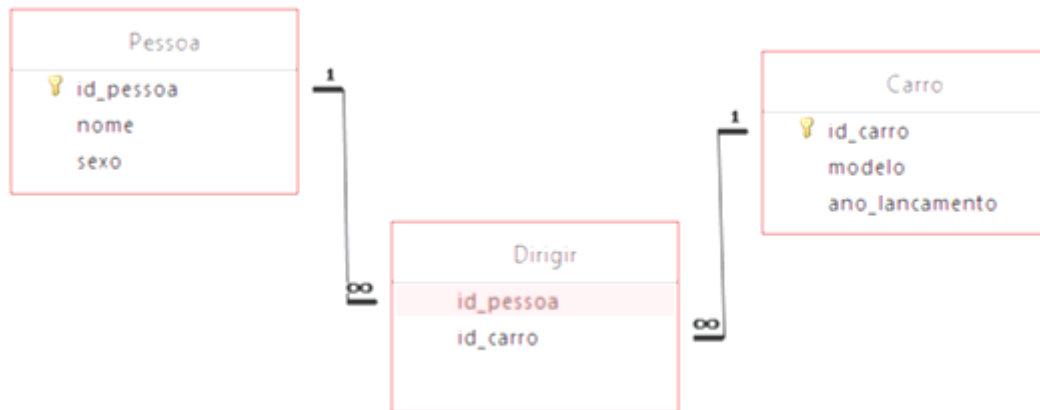 Pessoa
id_pessoa
nome
sexo
1
∞
Dirigir
id_pessoa
id_carro
∞
1
Carro
id_carro
modelo
ano_lancamento